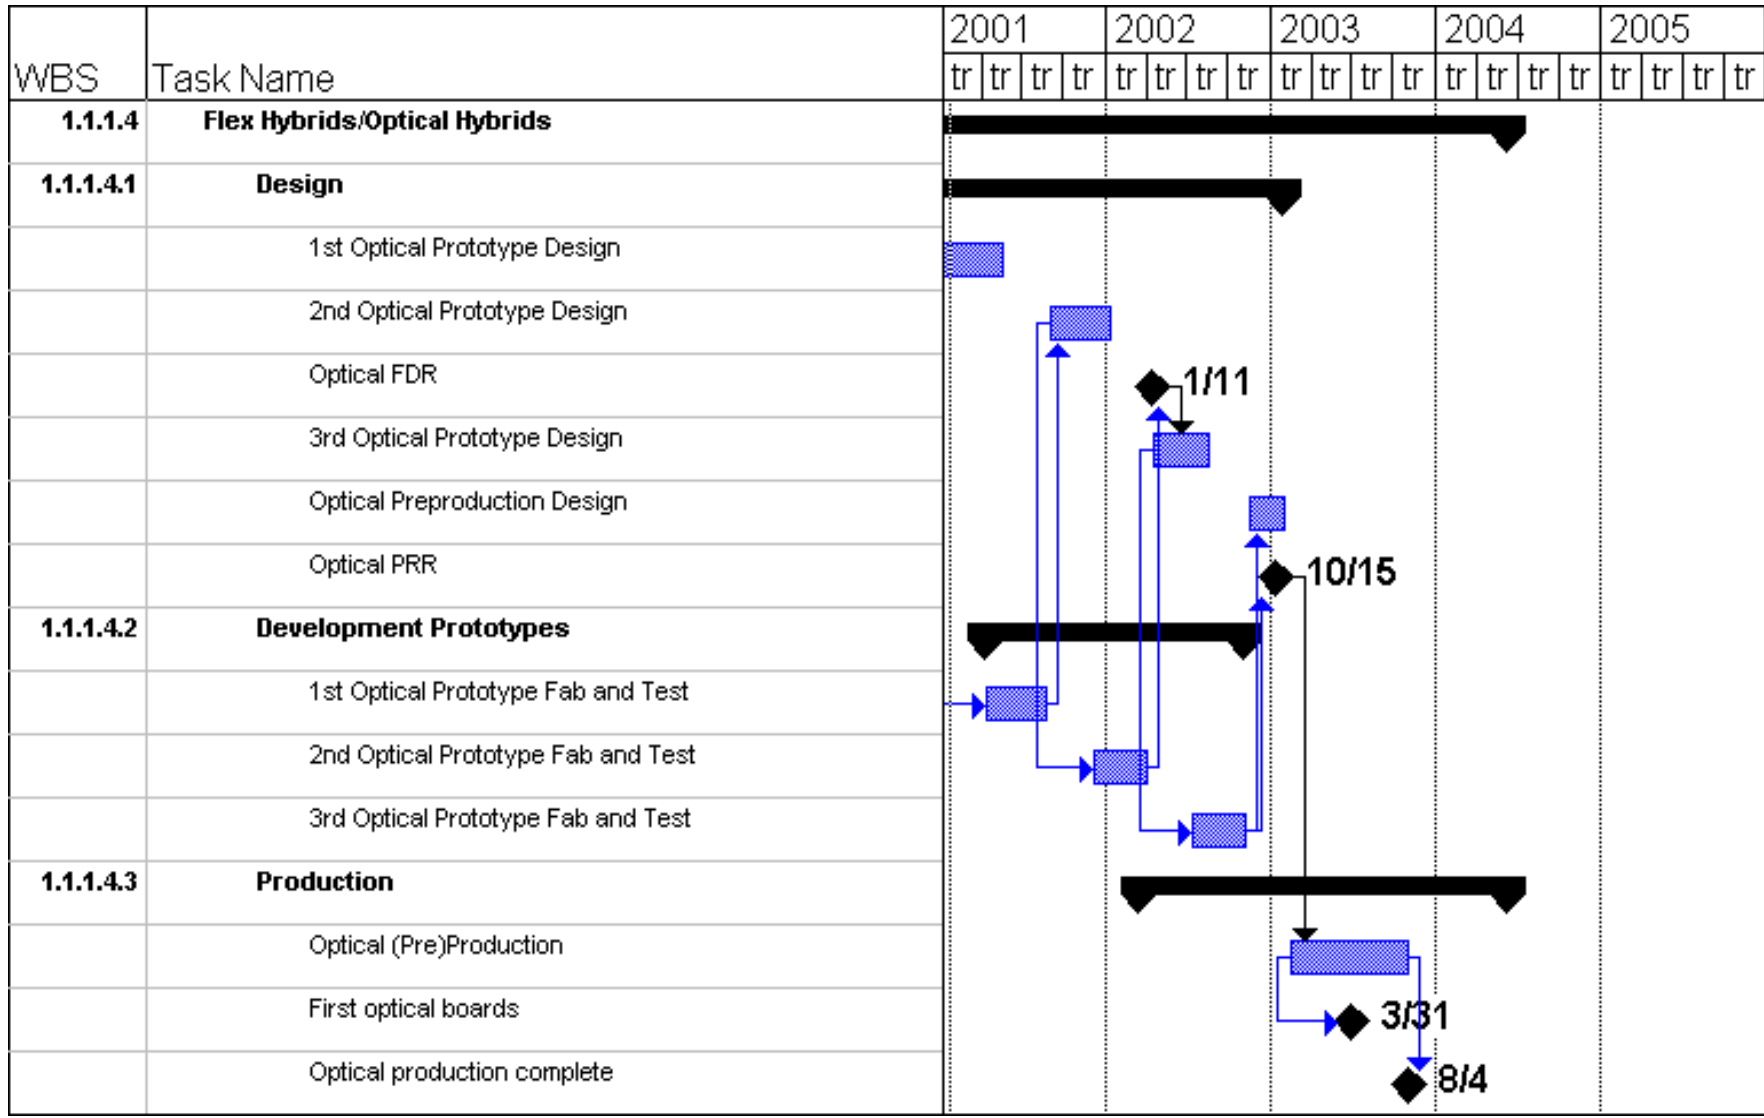 2001 2002 2003 2004 2005
WBS Task Name tr tr tr tr tr tr tr tr tr tr tr tr tr tr tr tr tr tr tr tr
1.1.1.4 Flex Hybrids/Optical Hybrids
1.1.1.4.1 Design
1st Optical Prototype Design
2nd Optical Prototype Design
Optical FDR 1/11
3rd Optical Prototype Design
Optical Preproduction Design
Optical PRR 10/15
1.1.1.4.2 Development Prototypes
1st Optical Prototype Fab and Test
2nd Optical Prototype Fab and Test
3rd Optical Prototype Fab and Test
1.1.1.4.3 Production
Optical (Pre)Production
First optical boards 3/31
Optical production complete 8/4